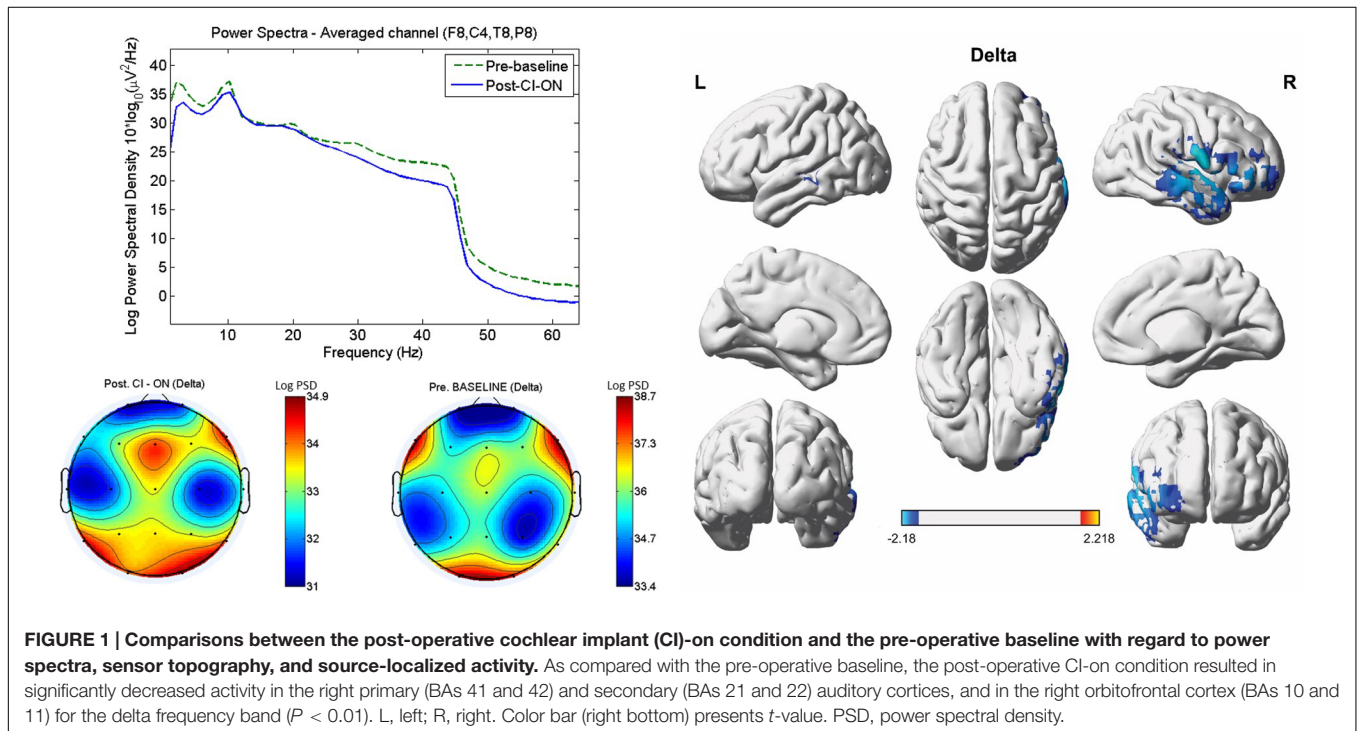 Power Spectra - Averaged channel (F8,C4,T8,P8)
Log Power Spectral Density 10*log10(μV²/Hz)
40
35
30
25
20
15
10
5
0
Pre-baseline
Post-CI-ON
10 20 30 40 50 60
Frequency (Hz)
Post. CI - ON (Delta)
Log PSD
34.9
34
33
32
31
Pre. BASELINE (Delta)
Log PSD
38.7
37.3
36
34.7
33.4
Delta
L
R
-2.18 2.218
FIGURE 1 | Comparisons between the post-operative cochlear implant (CI)-on condition and the pre-operative baseline with regard to power
spectra, sensor topography, and source-localized activity. As compared with the pre-operative baseline, the post-operative CI-on condition resulted in
significantly decreased activity in the right primary (BAs 41 and 42) and secondary (BAs 21 and 22) auditory cortices, and in the right orbitofrontal cortex (BAs 10 and
11) for the delta frequency band (P < 0.01). L, left; R, right. Color bar (right bottom) presents t-value. PSD, power spectral density.